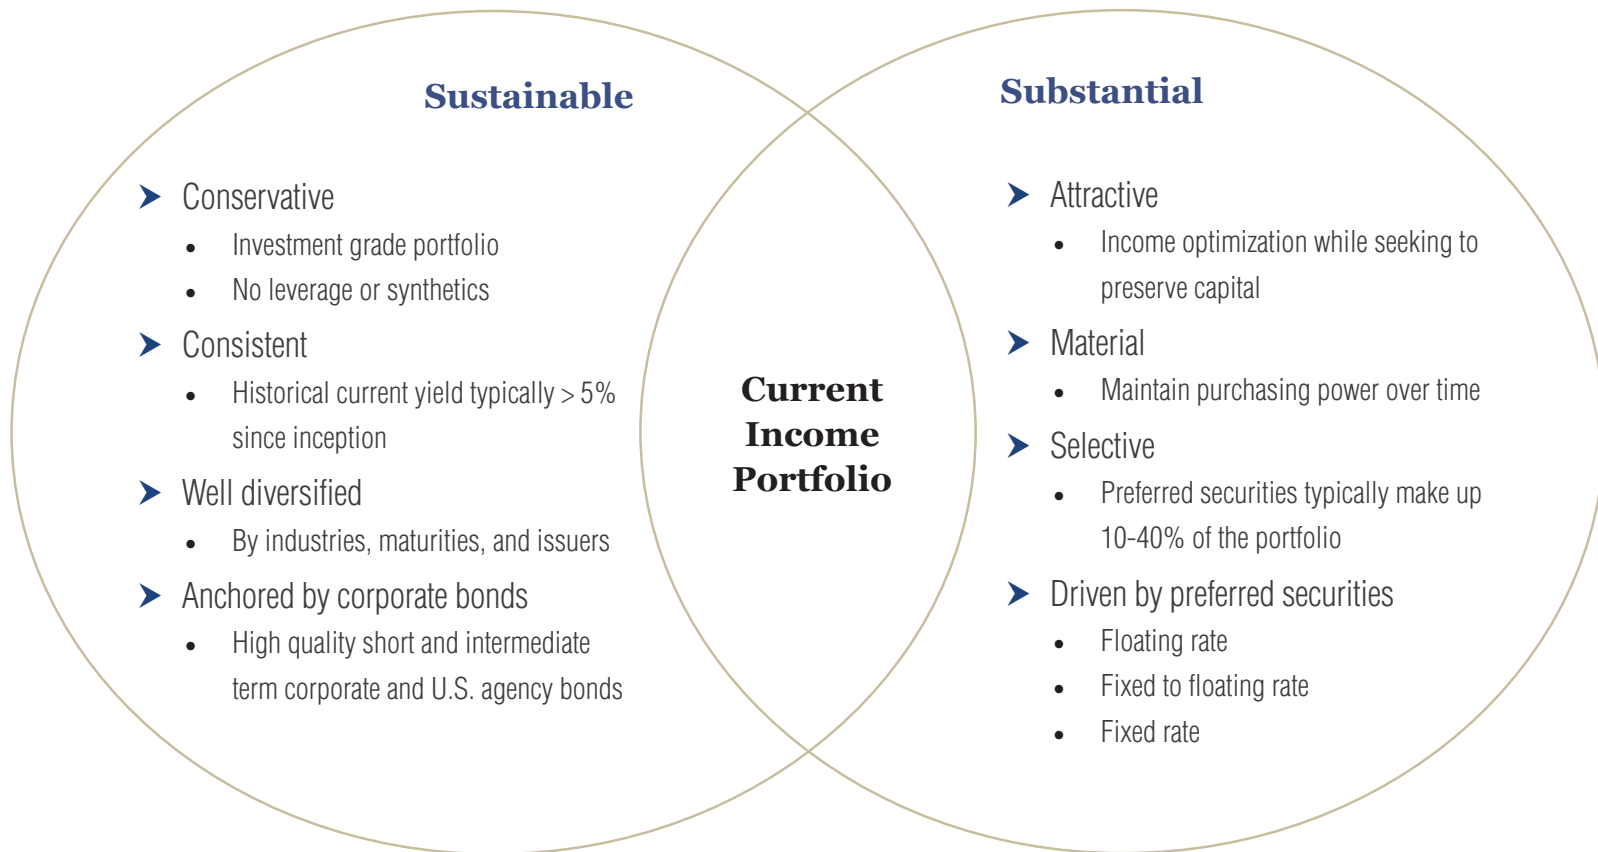 Sustainable
➤ Conservative
• Investment grade portfolio
• No leverage or synthetics
➤ Consistent
• Historical current yield typically > 5%
since inception
➤ Well diversified
• By industries, maturities, and issuers
➤ Anchored by corporate bonds
• High quality short and intermediate
term corporate and U.S. agency bonds
Current
Income
Portfolio
Substantial
➤ Attractive
• Income optimization while seeking to
preserve capital
➤ Material
• Maintain purchasing power over time
➤ Selective
• Preferred securities typically make up
10-40% of the portfolio
➤ Driven by preferred securities
• Floating rate
• Fixed to floating rate
• Fixed rate